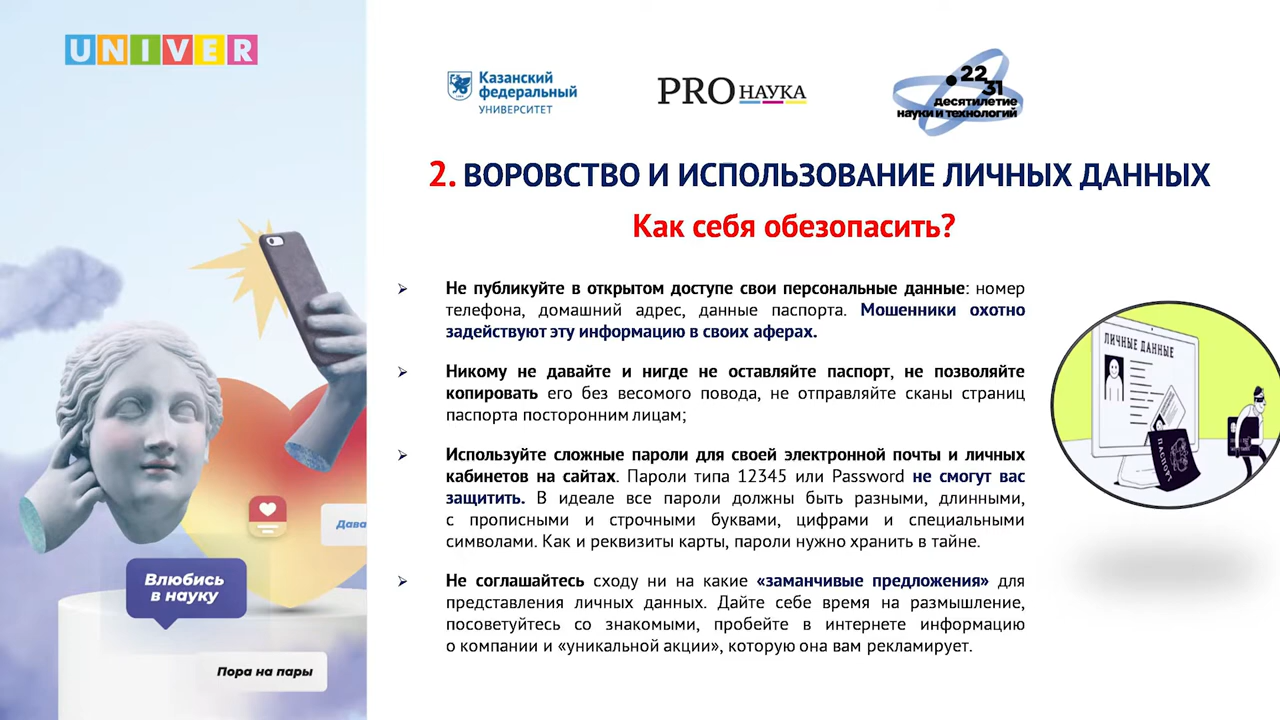 UNIVER
Казанский
федеральный
УНИВЕРСИТЕТ
PRO НАУКА
22
31
десятилетие
науки и технологий
2. ВОРОВСТВО И ИСПОЛЬЗОВАНИЕ ЛИЧНЫХ ДАННЫХ
Как себя обезопасить?
Не публикуйте в открытом доступе свои персональные данные: номер
телефона, домашний адрес, данные паспорта. Мошенники охотно
задействуют эту информацию в своих аферах.
Никому не давайте и нигде не оставляйте паспорт, не позволяйте
копировать его без весомого повода, не отправляйте сканы страниц
паспорта посторонним лицам;
Используйте сложные пароли для своей электронной почты и личных
кабинетов на сайтах. Пароли типа 12345 или Password не смогут вас
защитить. В идеале все пароли должны быть разными, длинными,
с прописными и строчными буквами, цифрами и специальными
символами. Как и реквизиты карты, пароли нужно хранить в тайне.
Не соглашайтесь сходу ни на какие «заманчивые предложения» для
представления личных данных. Дайте себе время на размышление,
посоветуйтесь со знакомыми, пробейте в интернете информацию
о компании и «уникальной акции», которую она вам рекламирует.
ЛИЧНЫЕ ДАННЫЕ
ПАСПОРТ
Дава
Влюбись
в науку
Пора на пары